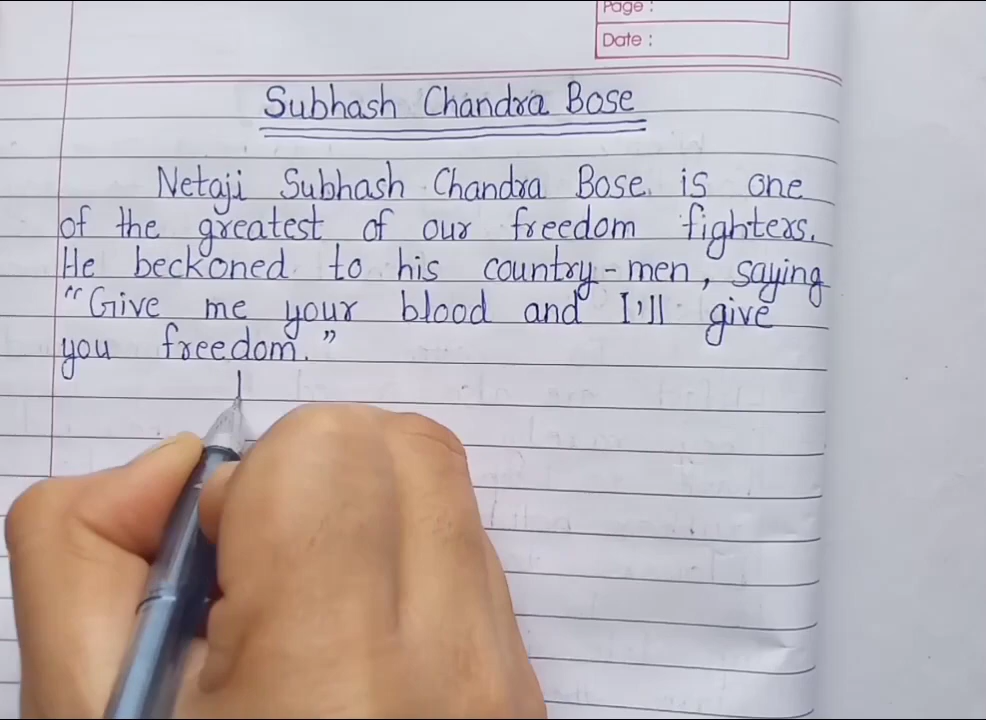 Page :
Date :
Subhash Chandra Bose
Netaji Subhash Chandra Bose is one
of the greatest of our freedom fighters.
He beckoned to his country-men, saying
"Give me your blood and I'll give
you freedom."